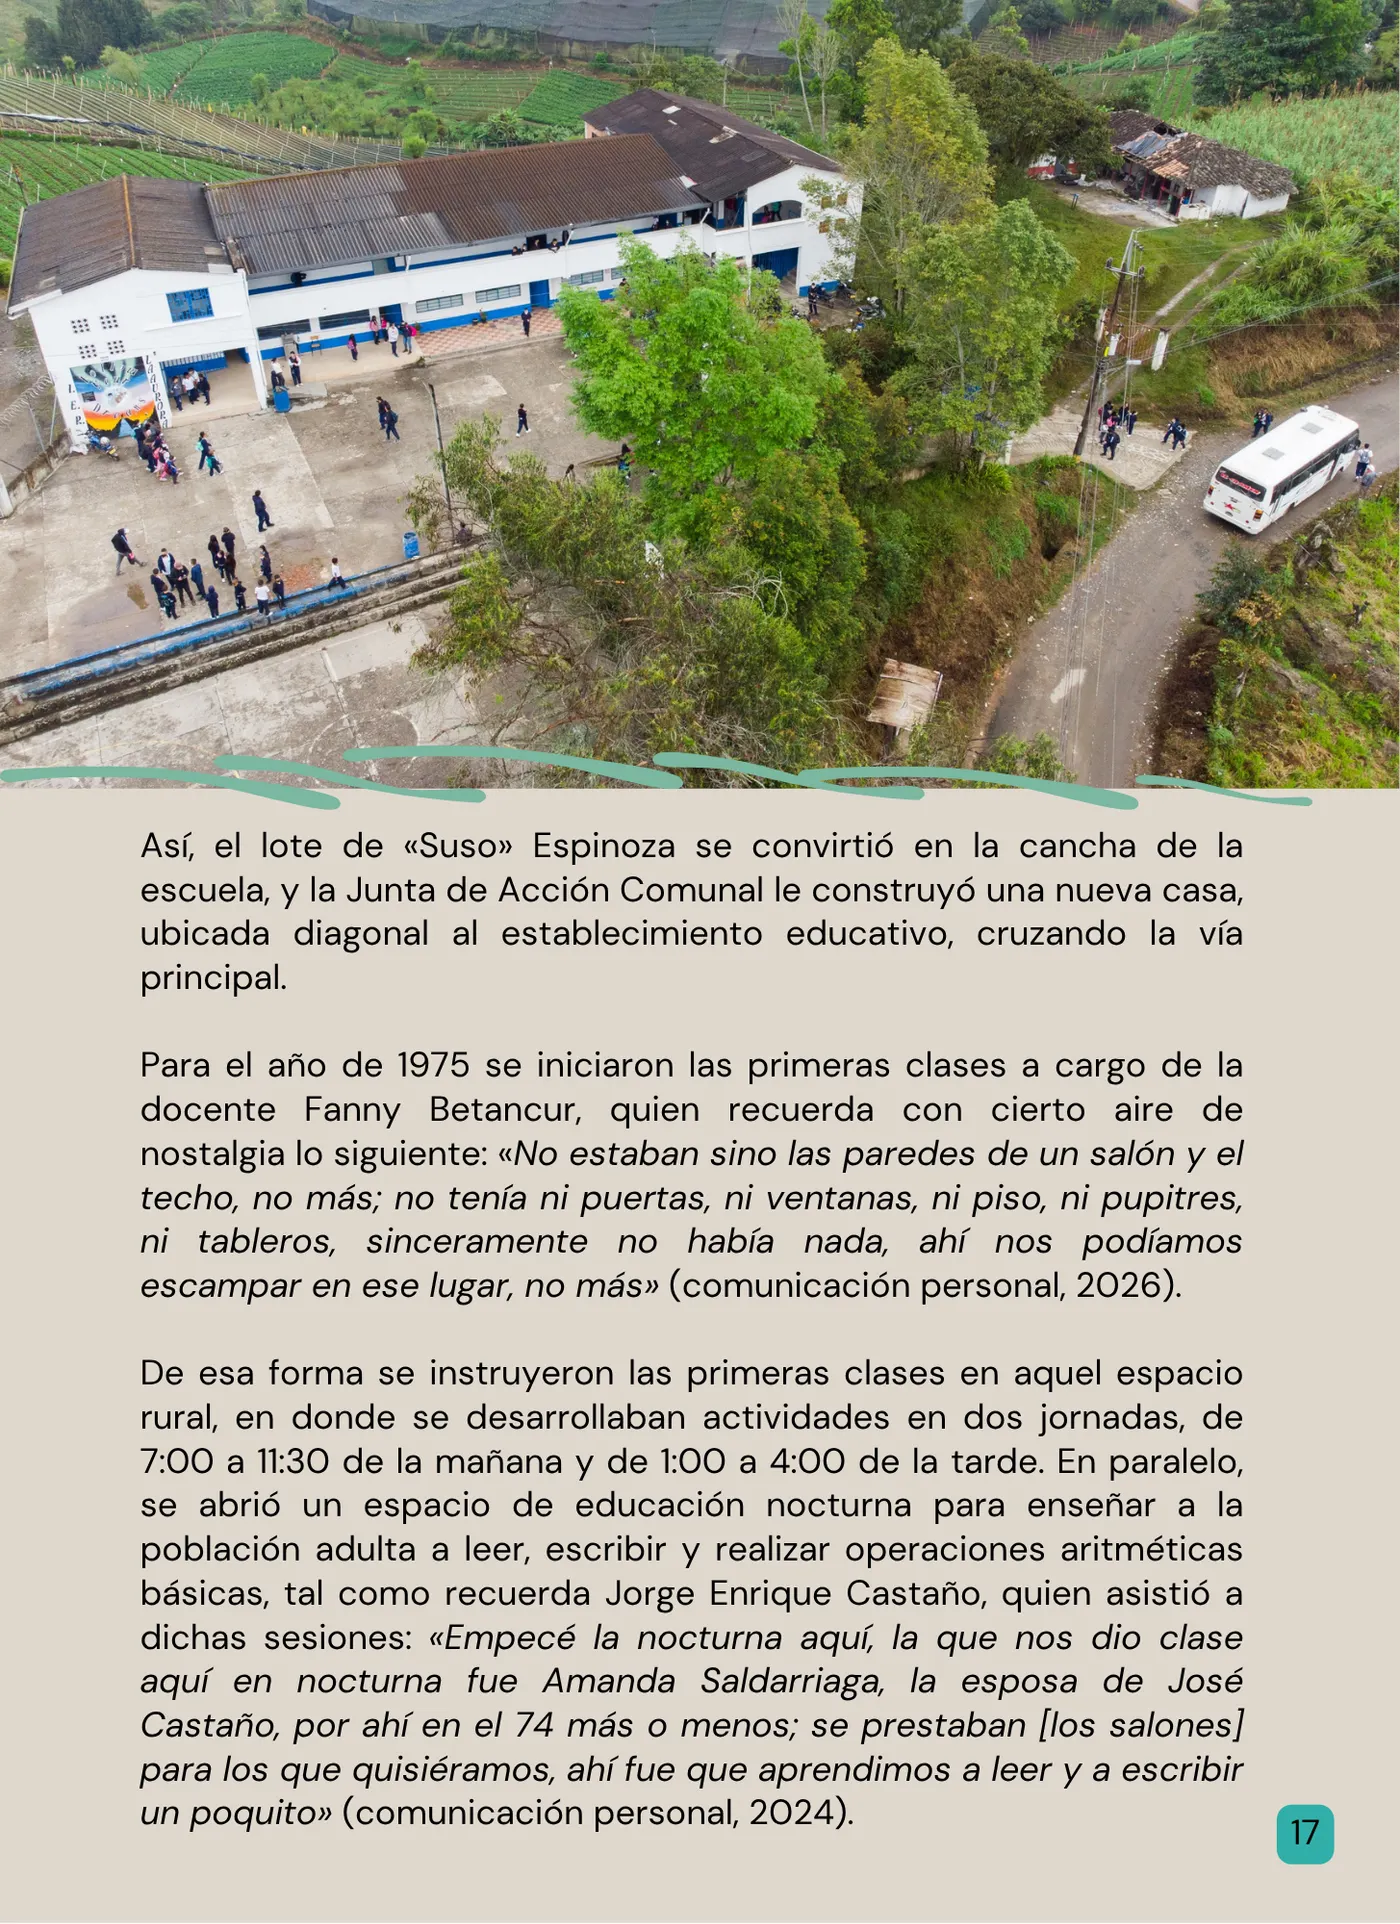 I.
E.
R.
Así, el lote de «Suso» Espinoza se convirtió en la cancha de la
escuela, y la Junta de Acción Comunal le construyó una nueva casa,
ubicada diagonal al establecimiento educativo, cruzando la vía
principal.
Para el año de 1975 se iniciaron las primeras clases a cargo de la
docente Fanny Betancur, quien recuerda con cierto aire de
nostalgia lo siguiente: «No estaban sino las paredes de un salón y el
techo, no más; no tenía ni puertas, ni ventanas, ni piso, ni pupitres,
ni tableros, sinceramente no había nada, ahí nos podíamos
escampar en ese lugar, no más» (comunicación personal, 2026).
De esa forma se instruyeron las primeras clases en aquel espacio
rural, en donde se desarrollaban actividades en dos jornadas, de
7:00 a 11:30 de la mañana y de 1:00 a 4:00 de la tarde. En paralelo,
se abrió un espacio de educación nocturna para enseñar a la
población adulta a leer, escribir y realizar operaciones aritméticas
básicas, tal como recuerda Jorge Enrique Castaño, quien asistió a
dichas sesiones: «Empecé la nocturna aquí, la que nos dio clase
aquí en nocturna fue Amanda Saldarriaga, la esposa de José
Castaño, por ahí en el 74 más o menos; se prestaban [los salones]
para los que quisiéramos, ahí fue que aprendimos a leer y a escribir
un poquito» (comunicación personal, 2024).
17